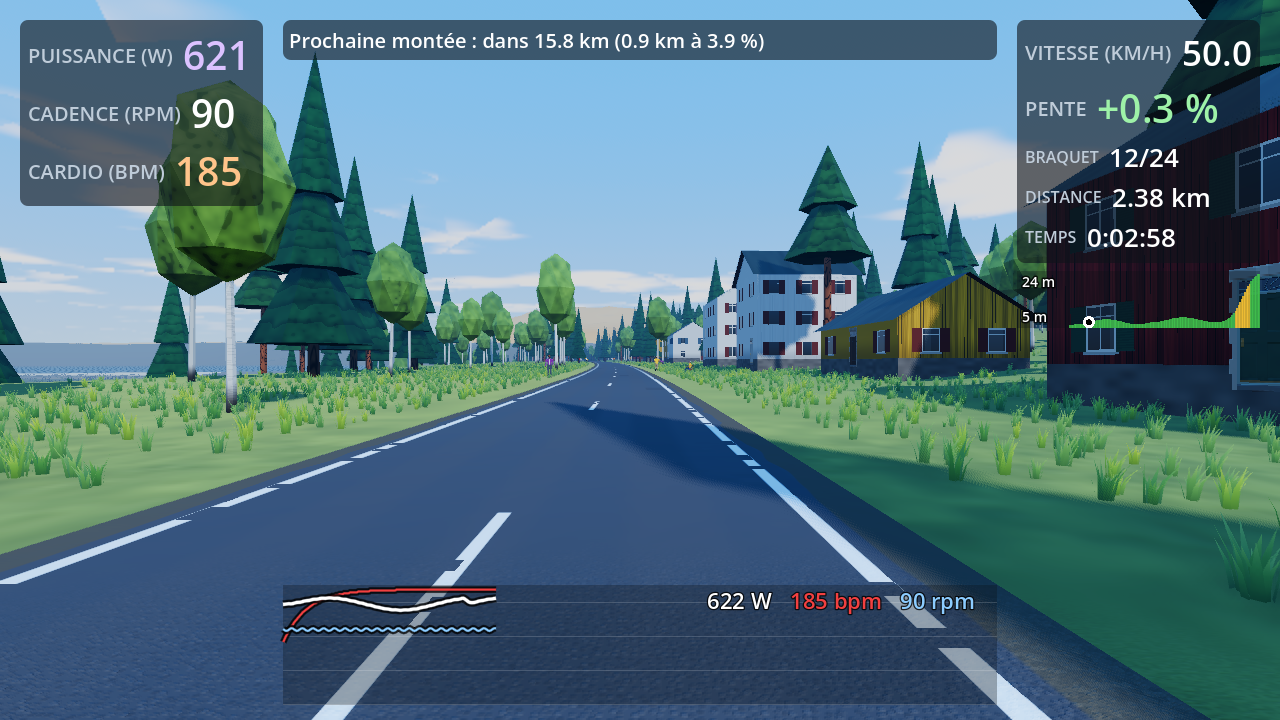 PUISSANCE (W) 621
CADENCE (RPM) 90
CARDIO (BPM) 185
Prochaine montée : dans 15.8 km (0.9 km à 3.9 %)
VITESSE (KM/H) 50.0
PENTE +0.3 %
BRAQUET 12/24
DISTANCE 2.38 km
TEMPS 0:02:58
24 m
5 m
622 W 185 bpm 90 rpm